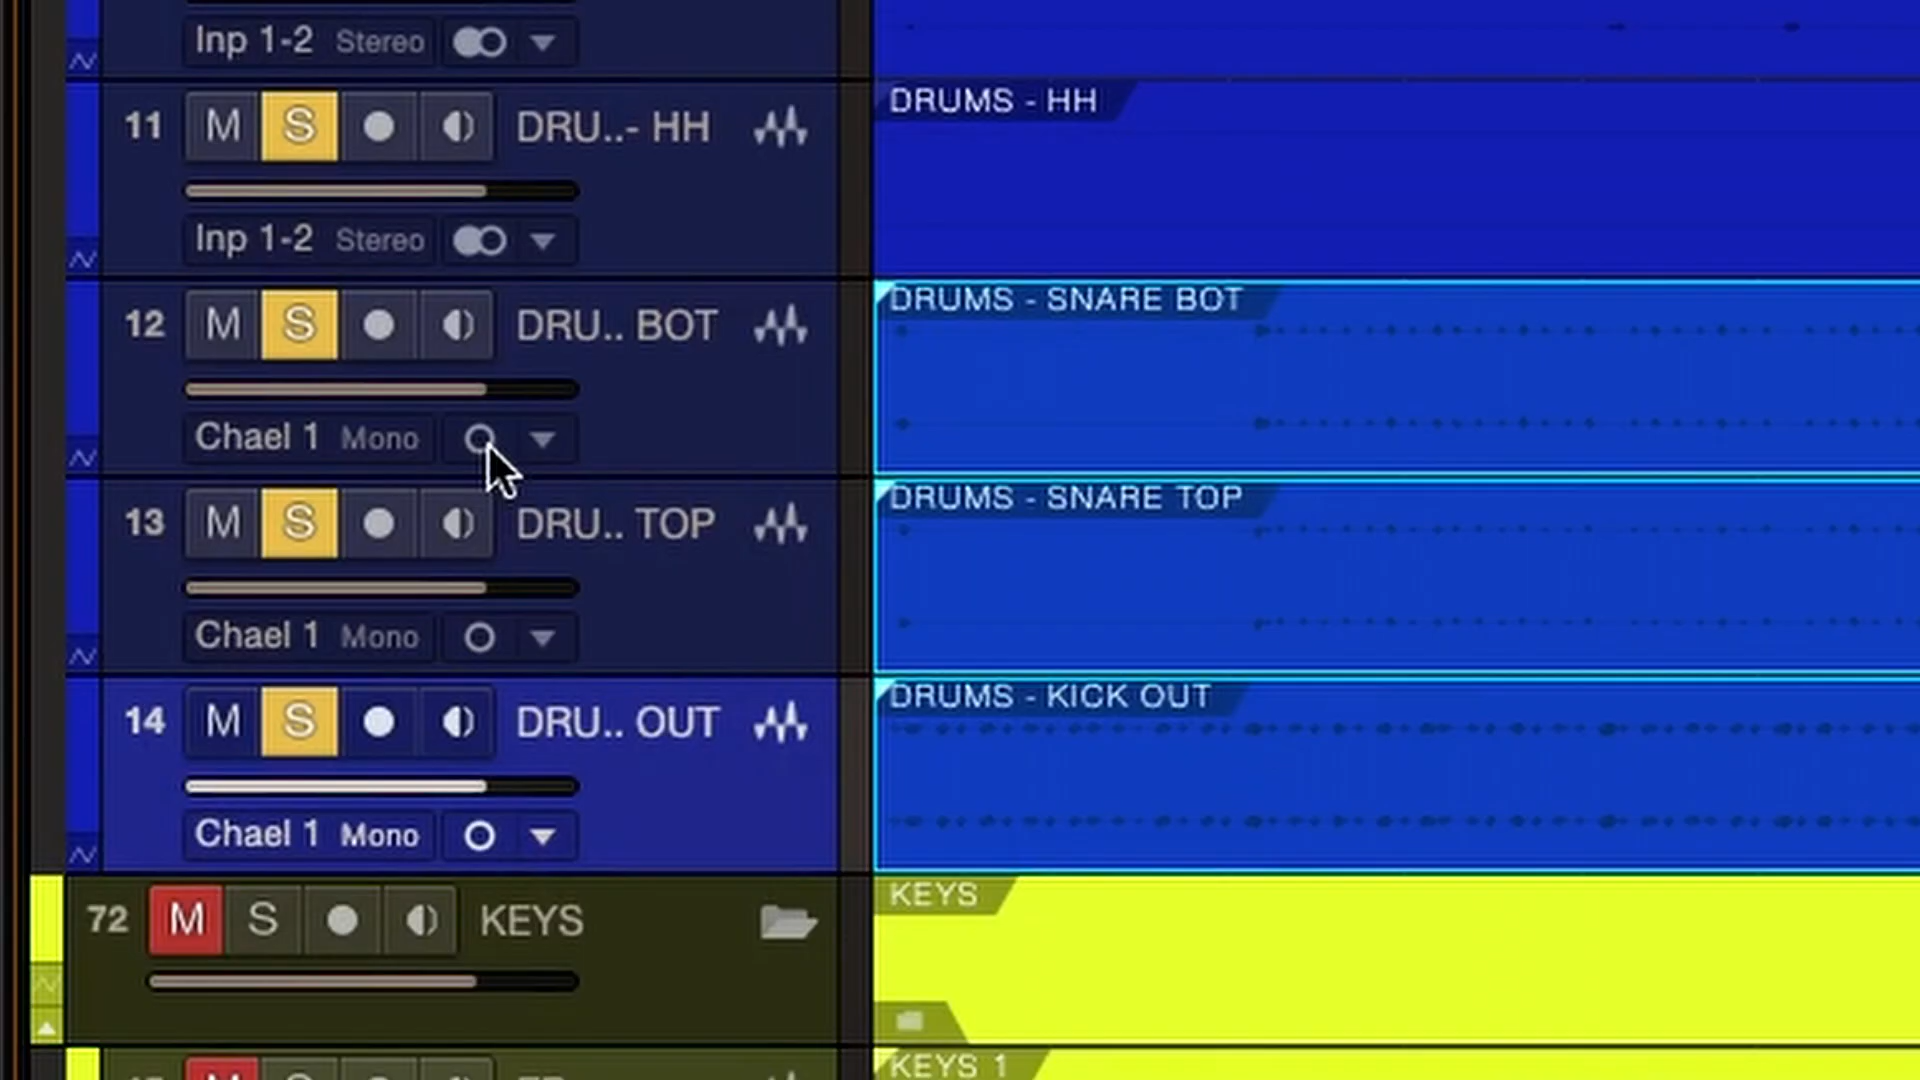 Inp 1-2 Stereo
11 M S DRU..- HH
DRUMS - HH
Inp 1-2 Stereo
12 M S DRU.. BOT
DRUMS - SNARE BOT
Chael 1 Mono
13 M S DRU.. TOP
DRUMS - SNARE TOP
Chael 1 Mono
14 M S DRU.. OUT
DRUMS - KICK OUT
Chael 1 Mono
72 M S KEYS
KEYS
KEYS 1